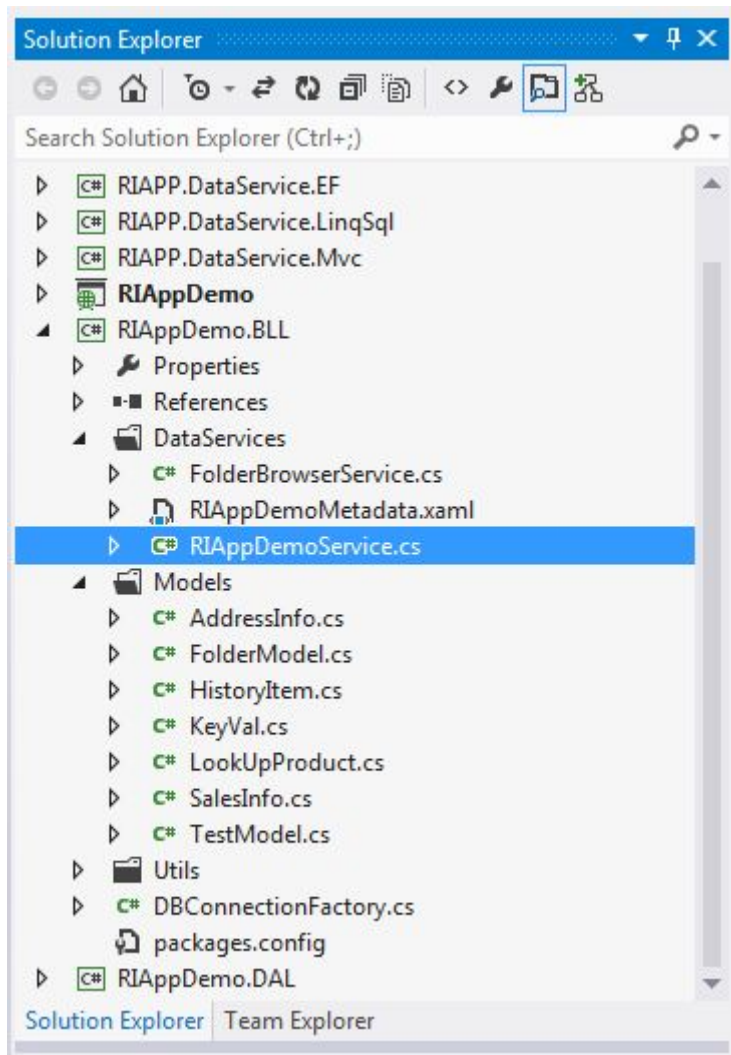 Solution Explorer
Search Solution Explorer (Ctrl+;)
C# RIAPP.DataService.EF
C# RIAPP.DataService.LinqSql
C# RIAPP.DataService.Mvc
RIAppDemo
C# RIAppDemo.BLL
Properties
References
DataServices
C# FolderBrowserService.cs
RIAppDemoMetadata.xaml
C# RIAppDemoService.cs
Models
C# AddressInfo.cs
C# FolderModel.cs
C# HistoryItem.cs
C# KeyVal.cs
C# LookUpProduct.cs
C# SalesInfo.cs
C# TestModel.cs
Utils
C# DBConnectionFactory.cs
packages.config
C# RIAppDemo.DAL
Solution Explorer Team Explorer